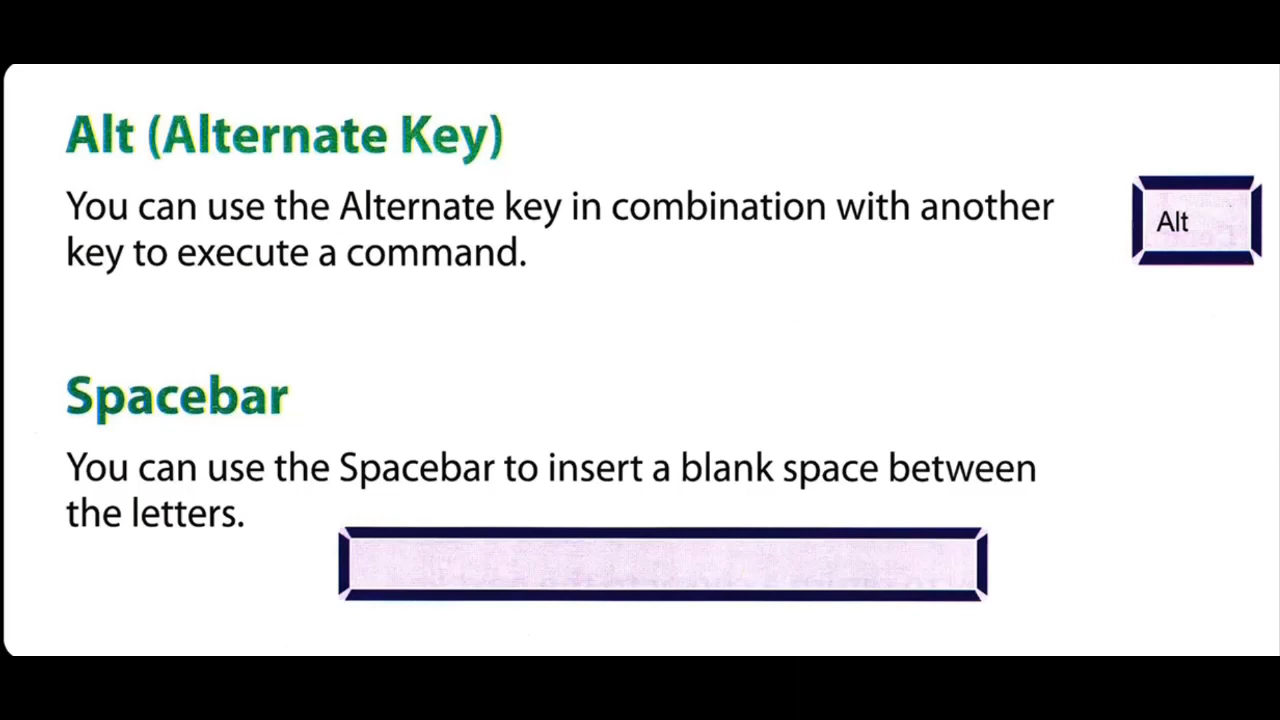 Alt (Alternate Key)
You can use the Alternate key in combination with another
key to execute a command.
Alt
Spacebar
You can use the Spacebar to insert a blank space between
the letters.